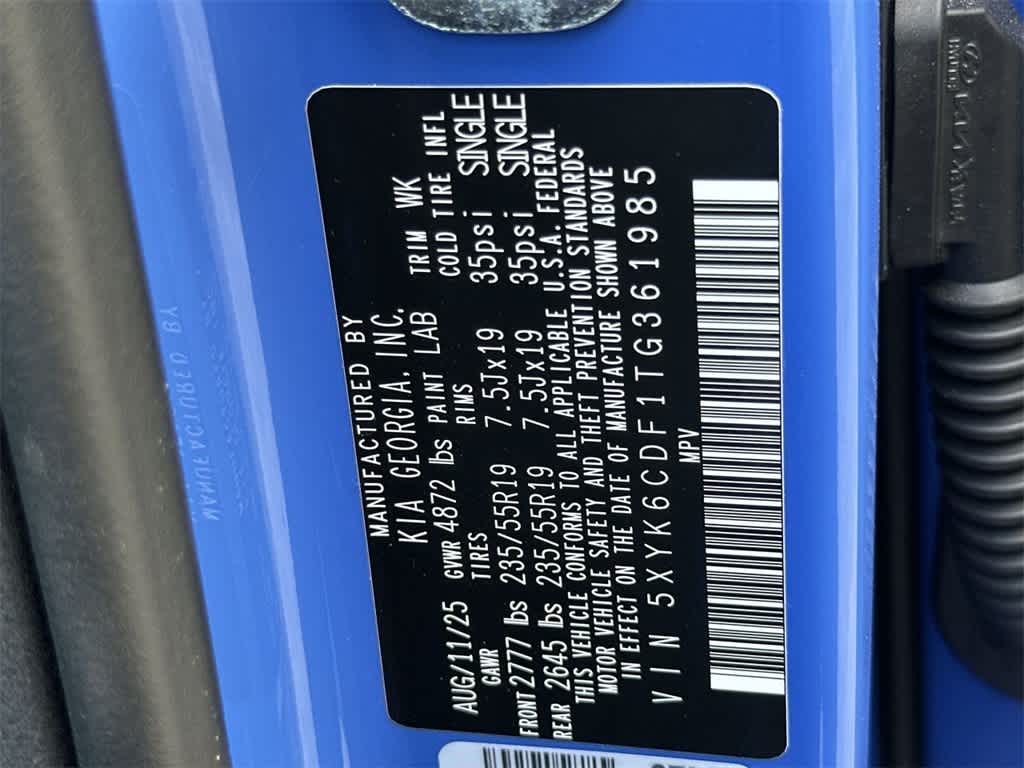 MANUFACTURED BY
KIA GEORGIA, INC.
AUG/11/25 GVWR 4872 lbs PAINT LAB TRIM WK
GAWR TIRES RIMS COLD TIRE INFL
FRONT 2777 lbs 235/55R19 7.5Jx19 35psi SINGLE
REAR 2645 lbs 235/55R19 7.5Jx19 35psi SINGLE
THIS VEHICLE CONFORMS TO ALL APPLICABLE U.S.A. FEDERAL
MOTOR VEHICLE SAFETY AND THEFT PREVENTION STANDARDS
IN EFFECT ON THE DATE OF MANUFACTURE SHOWN ABOVE
VIN 5XYK6CDF1TG361985
MPV